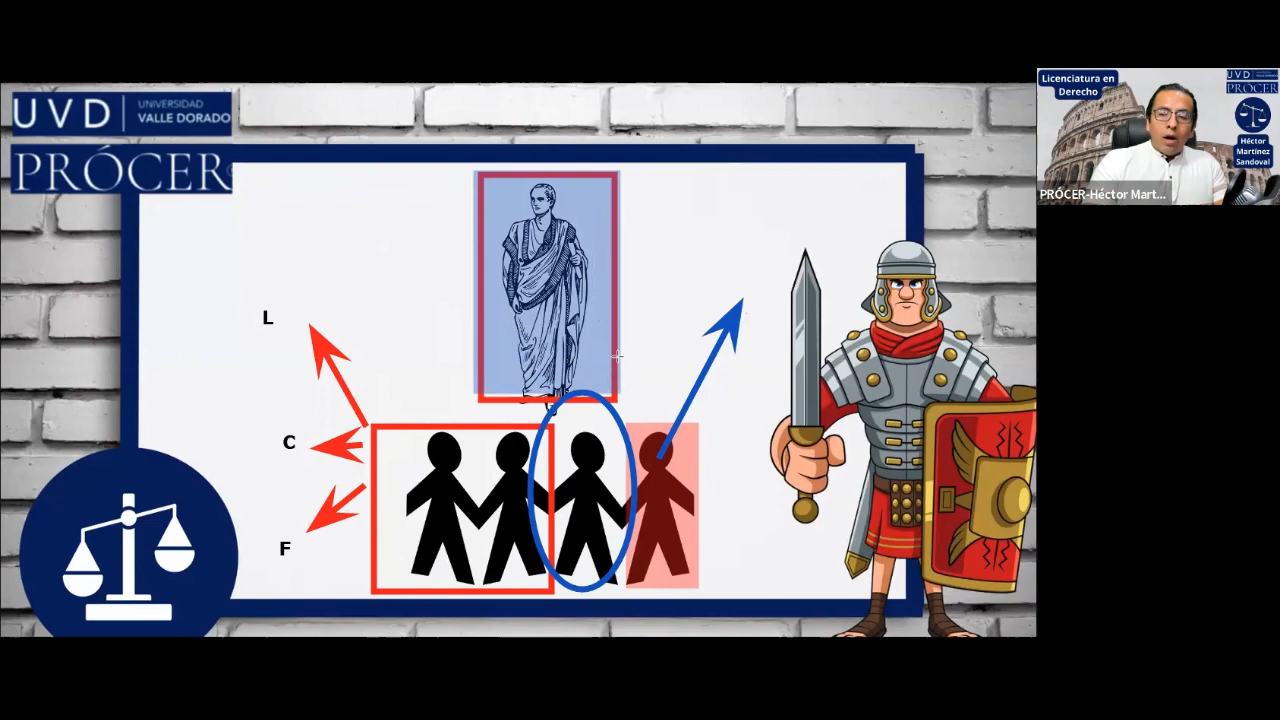 UVD
UNIVERSIDAD
VALLE DORADO
PRÓCER
L
C
F
Licenciatura en
Derecho
UVD
PRÓCER
Héctor
Martínez
Sandoval
PRÓCER-Héctor Mart...